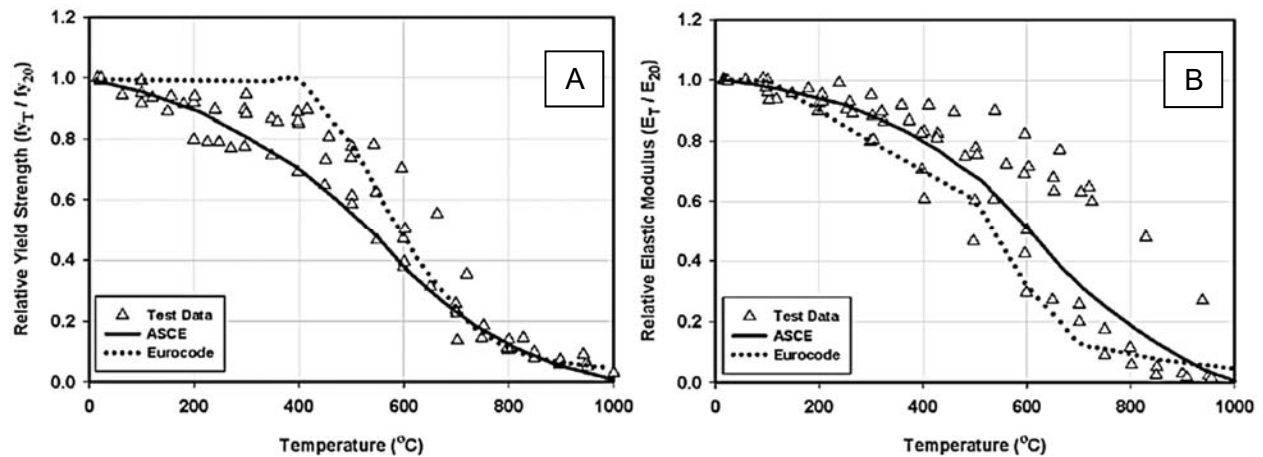 Relative Yield Strength (fyT / fy20)
1.2
1.0
0.8
0.6
0.4
0.2
0.0
A
Test Data
ASCE
Eurocode
0 200 400 600 800 1000
Temperature (°C)
Relative Elastic Modulus (ET / E20)
1.2
1.0
0.8
0.6
0.4
0.2
0.0
B
Test Data
ASCE
Eurocode
0 200 400 600 800 1000
Temperature (°C)